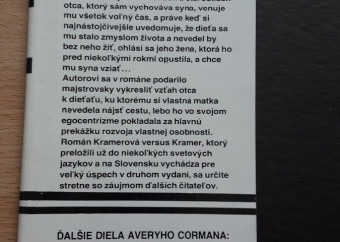 otca, ktorý sám vychováva syna, venuje
mu všetok voľný čas, a práve keď si
najnástojčivejšie uvedomuje, že dieťa sa
mu stalo zmyslom života a nevedel by
bez neho žiť, ohlási sa jeho žena, ktorá ho
pred niekoľkými rokmi opustila, a chce
mu syna vziať...
Autorovi sa v románe podarilo
majstrovsky vykresliť vzťah otca
k dieťaťu, ku ktorému si vlastná matka
nevedela nájsť cestu, lebo ho vo svojom
egocentrizme pokladala za hlavnú
prekážku rozvoja vlastnej osobnosti.
Román Kramerová versus Kramer, ktorý
preložili už do niekoľkých svetových
jazykov a na Slovensku vychádza pre
veľký úspech v druhom vydaní, sa určite
stretne so záujmom ďalších čitateľov.
ĎALŠIE DIELA AVERYHO CORMANA: